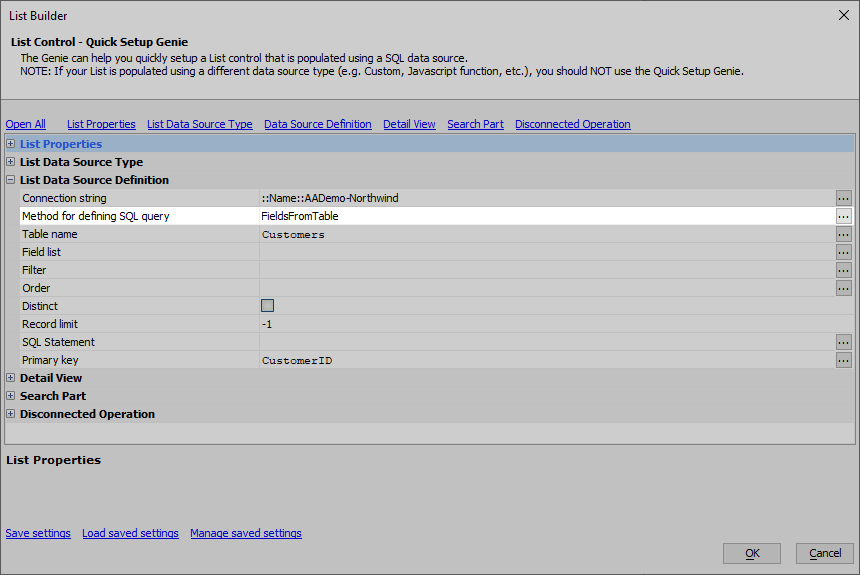 List Builder
List Control - Quick Setup Genie
The Genie can help you quickly setup a List control that is populated using a SQL data source.
NOTE: If your List is populated using a different data source type (e.g. Custom, Javascript function, etc.), you should NOT use the Quick Setup Genie.
Open All List Properties List Data Source Type Data Source Definition Detail View Search Part Disconnected Operation
List Properties
List Data Source Type
List Data Source Definition
Connection string ::Name::AADemo-Northwind ...
Method for defining SQL query FieldsFromTable ...
Table name Customers ...
Field list ...
Filter ...
Order ...
Distinct
Record limit -1
SQL Statement ...
Primary key CustomerID ...
Detail View
Search Part
Disconnected Operation
List Properties
Save settings Load saved settings Manage saved settings
OK Cancel